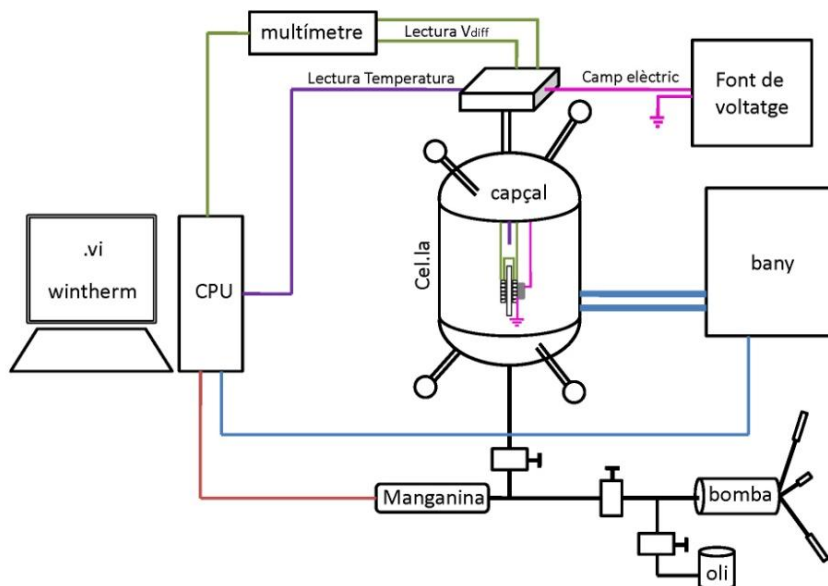 multímetre
Lectura Vdiff
Lectura Temperatura
Camp elèctric
Font de
voltatge
capçal
Cel.la
.vi
wintherm
CPU
bany
Manganina
bomba
oli